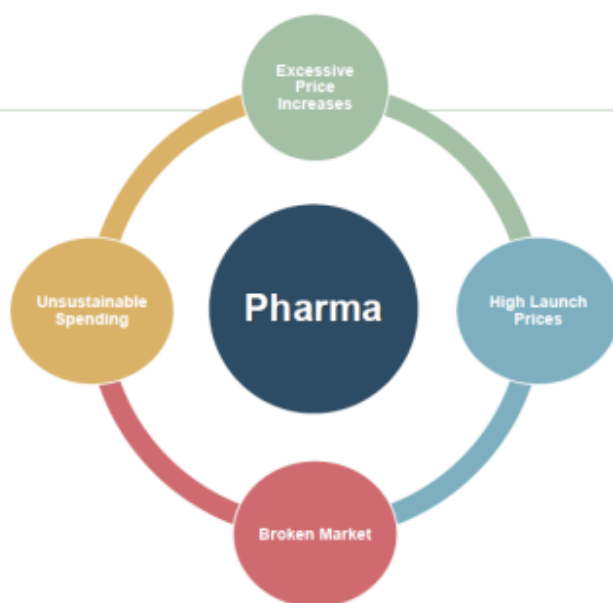 Excessive
Price
Increases
Unsustainable
Spending
Pharma
High Launch
Prices
Broken Market